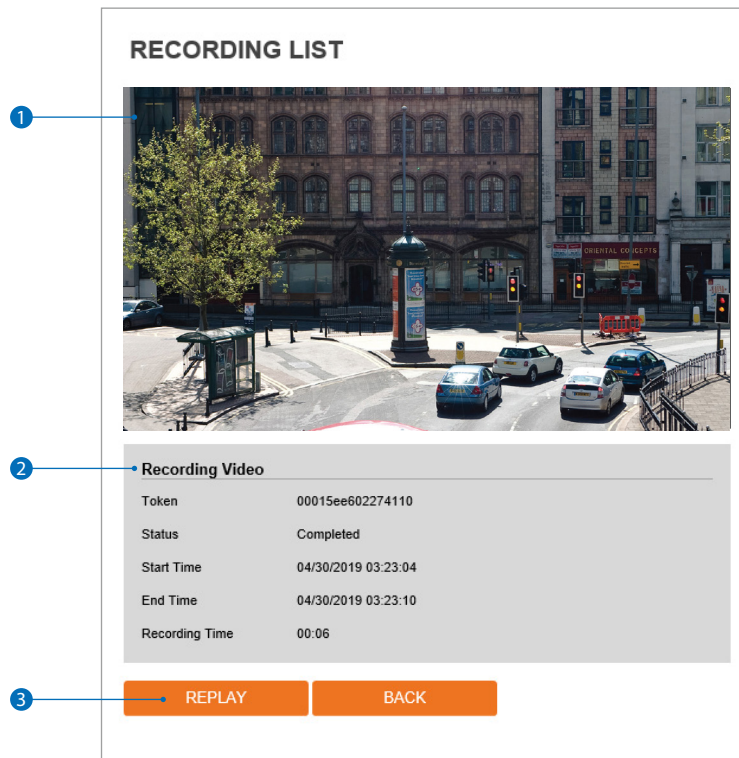 RECORDING LIST
1
ORIENTAL CONCEPTS
2
Recording Video
Token 00015ee602274110
Status Completed
Start Time 04/30/2019 03:23:04
End Time 04/30/2019 03:23:10
Recording Time 00:06
3
REPLAY BACK